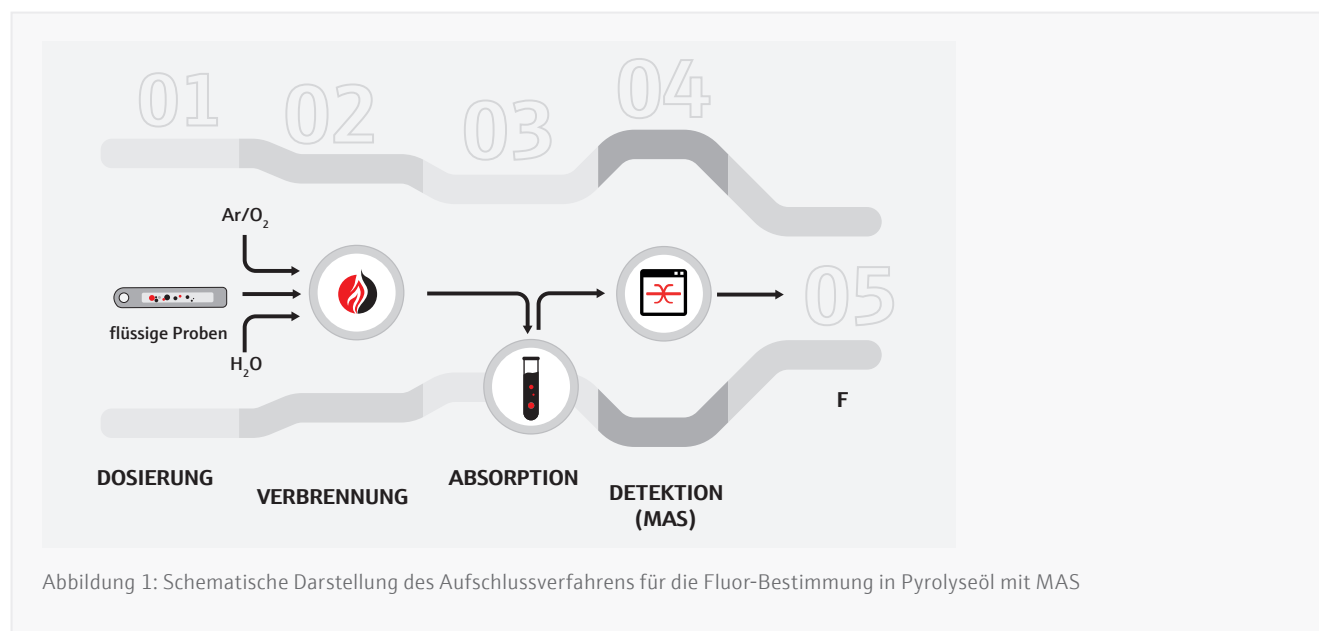 01
02
03
04
Ar/O₂
flüssige Proben
H₂O
05
F
DOSIERUNG
VERBRENNUNG
ABSORPTION
DETEKTION
(MAS)
Abbildung 1: Schematische Darstellung des Aufschlussverfahrens für die Fluor-Bestimmung in Pyrolyseöl mit MAS